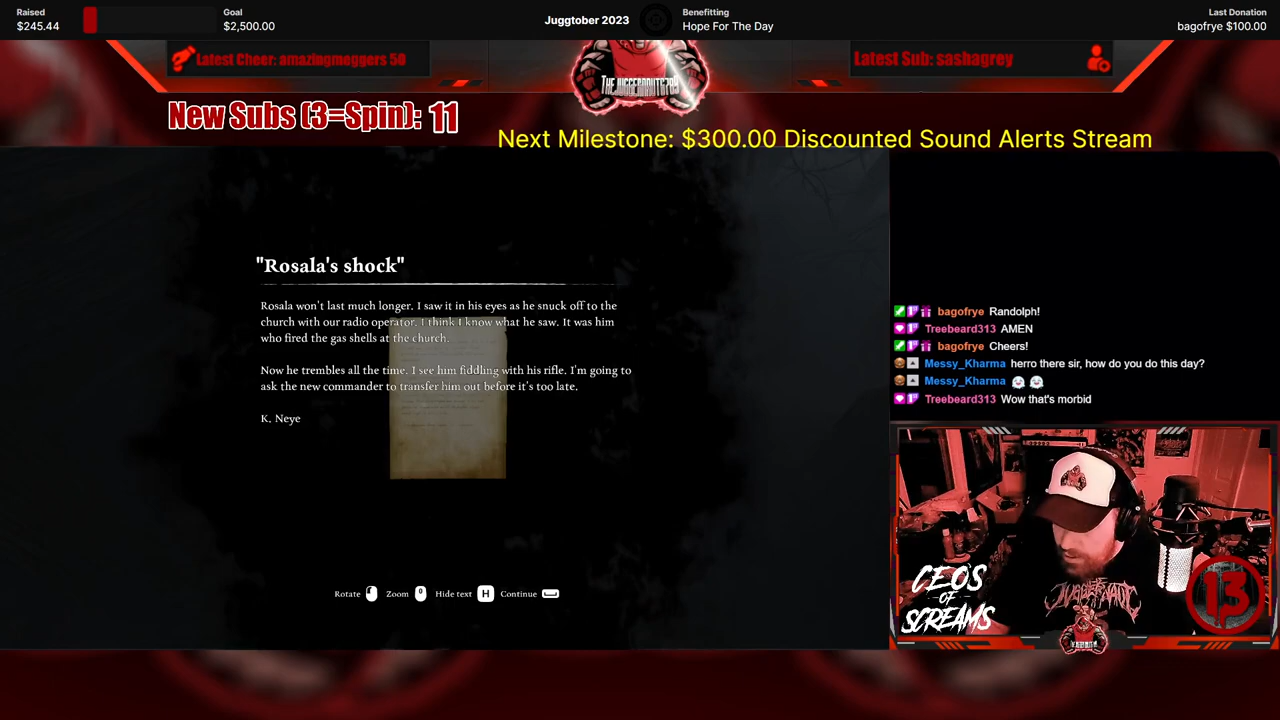 Raised
$245.44
Goal
$2,500.00
Juggtober 2023
Benefitting
Hope For The Day
Last Donation
bagofrye $100.00
Latest Cheer: amazingmoggers 50
THEJUGGERNAUT6789
Latest Sub: sashagrey
New Subs (3=Spin): 11
Next Milestone: $300.00 Discounted Sound Alerts Stream
"Rosala's shock"
Rosala won't last much longer. I saw it in his eyes as he snuck off to the
church with our radio operator. I think I know what he saw. It was him
who fired the gas shells at the church.
Now he trembles all the time. I see him fiddling with his rifle. I'm going to
ask the new commander to transfer him out before it's too late.
K. Neye
Rotate Zoom Hide text H Continue
bagofrye Randolph!
Treebeard313 AMEN
bagofrye Cheers!
Messy_Kharma herro there sir, how do you do this day?
Messy_Kharma
Treebeard313 Wow that's morbid
CEO'S
OF
SCREAMS
13